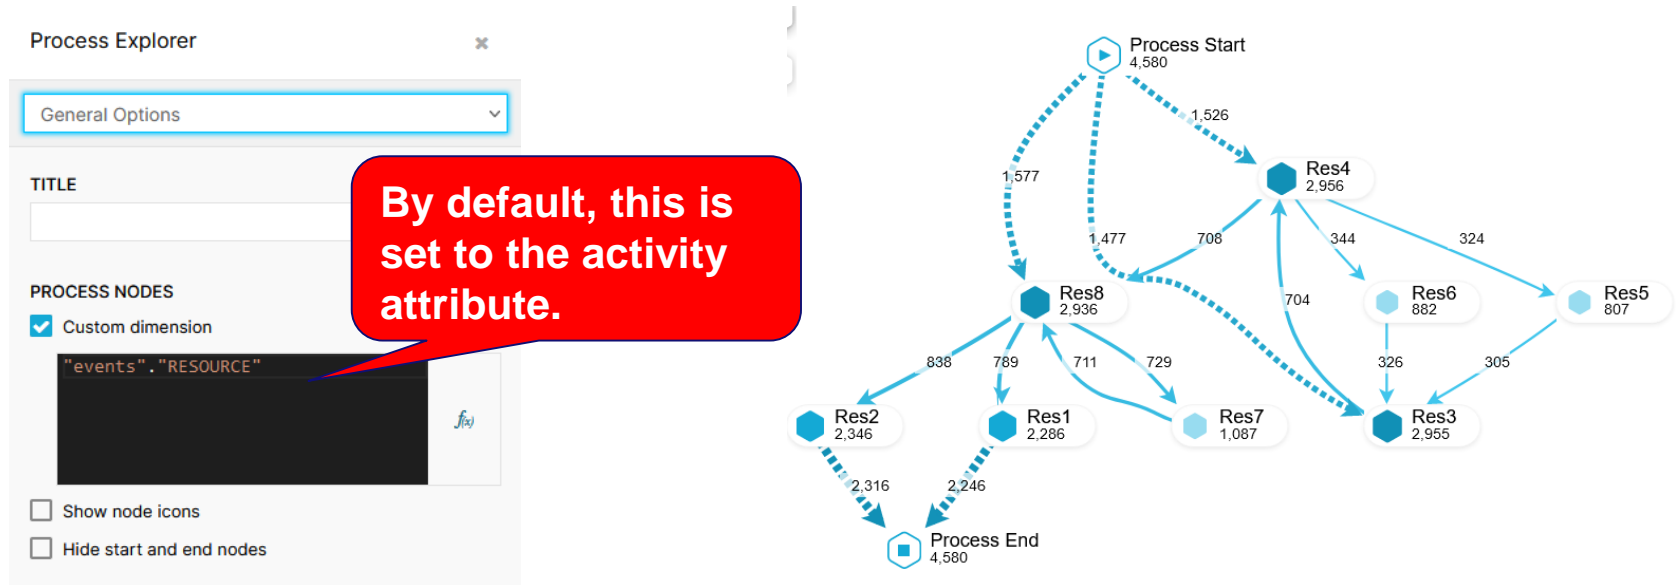 Process Explorer
General Options
TITLE
By default, this is
set to the activity
attribute.
PROCESS NODES
Custom dimension
"events"."RESOURCE"
f(x)
Show node icons
Hide start and end nodes
Process Start
4,580
1,526
1,577
Res4
2,956
1,477
708
344
324
Res8
2,936
704
Res6
882
Res5
807
838
789
711
729
326
305
Res2
2,346
Res1
2,286
Res7
1,087
Res3
2,955
2,316
2,246
Process End
4,580